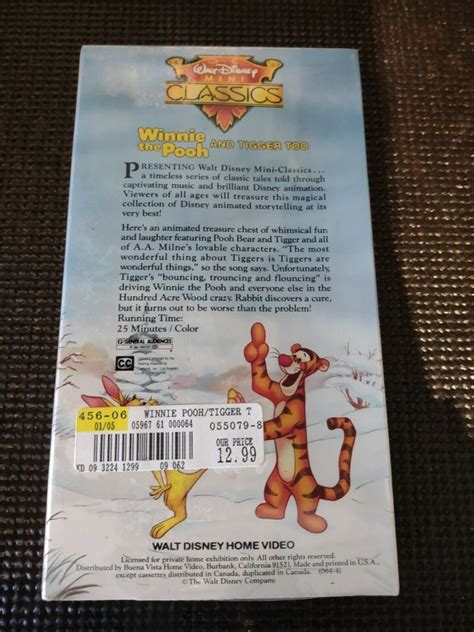 Walt Disney
MINI
CLASSICS
Winnie
the Pooh AND TIGGER TOO
PRESENTING Walt Disney Mini-Classics...
a timeless series of classic tales told through
captivating music and brilliant Disney animation.
Viewers of all ages will treasure this magical
collection of Disney animated storytelling at its
very best!
Here's an animated treasure chest of whimsical fun
and laughter featuring Pooh Bear and Tigger and all
of A.A. Milne's lovable characters. "The most
wonderful thing about Tiggers is Tiggers are
wonderful things," so the song says. Unfortunately,
Tigger's "bouncing, trouncing and flouncing" is
driving Winnie the Pooh and everyone else in the
Hundred Acre Wood crazy. Rabbit discovers a cure,
but it turns out to be worse than the problem!
Running Time:
25 Minutes / Color
G GENERAL AUDIENCES
CC
456-06
01/05
WINNIE POOH/TIGGER T
05967 61 000064
055079-8
OUR PRICE
12.99
KD 09 3224 1299 09 062
WALT DISNEY HOME VIDEO
Licensed for private home exhibition only. All other rights reserved.
Distributed by Buena Vista Home Video, Burbank, California 91521. Made and printed in U.S.A.,
except cassettes distributed in Canada, duplicated in Canada. (064-4)
©The Walt Disney Company.